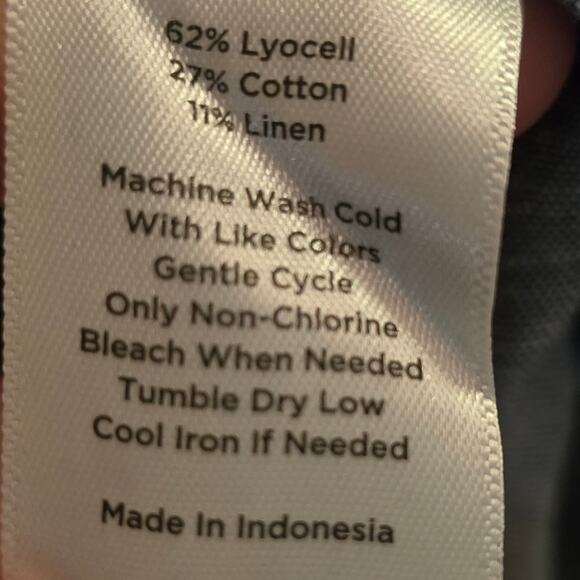 62% Lyocell
27% Cotton
11% Linen
Machine Wash Cold
With Like Colors
Gentle Cycle
Only Non-Chlorine
Bleach When Needed
Tumble Dry Low
Cool Iron If Needed
Made In Indonesia